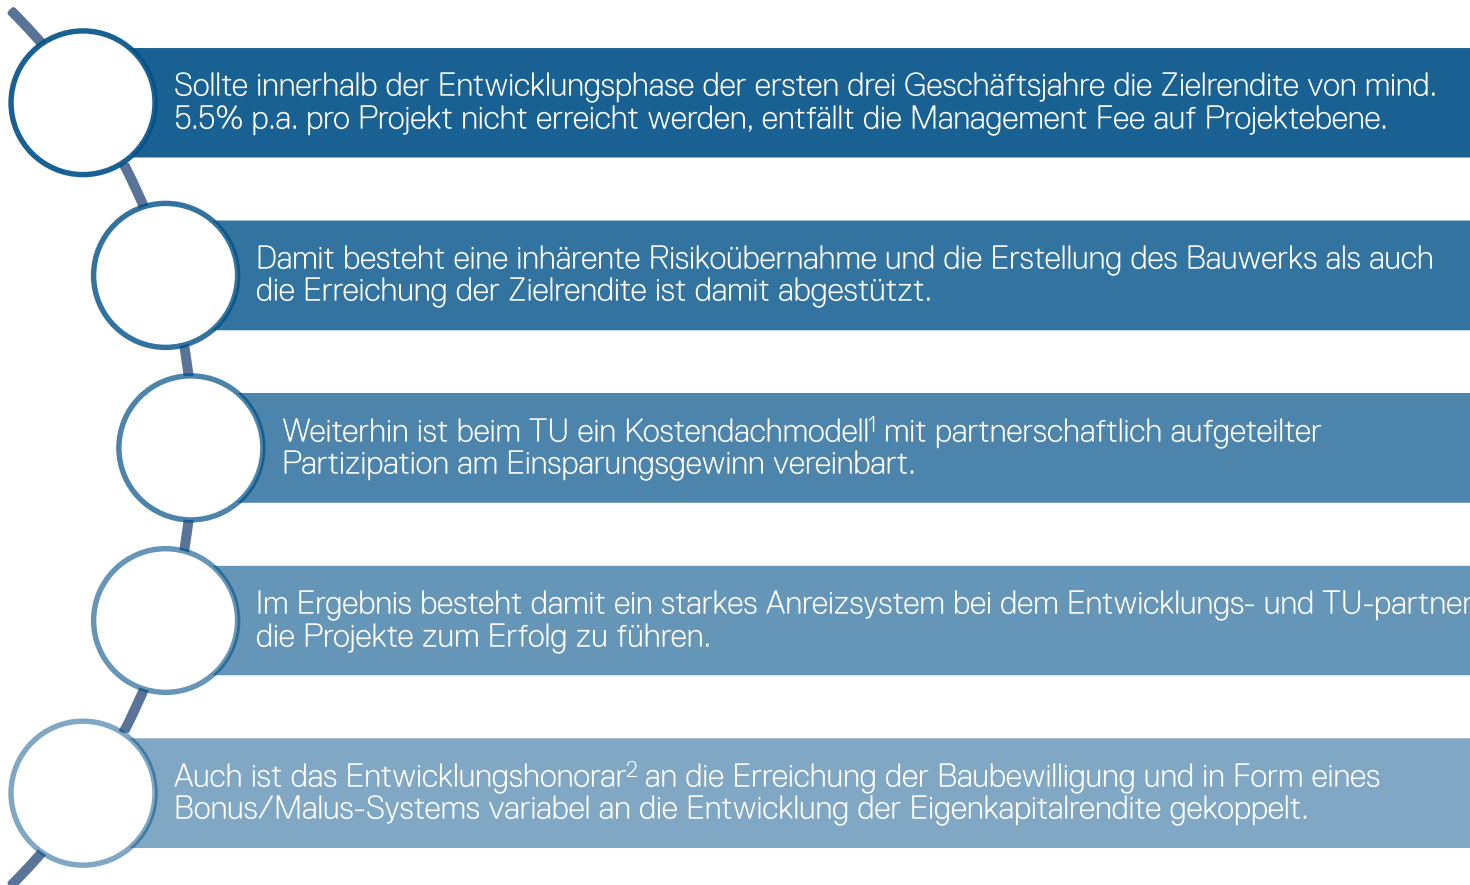 Sollte innerhalb der Entwicklungsphase der ersten drei Geschäftsjahre die Zielrendite von mind.
5.5% p.a. pro Projekt nicht erreicht werden, entfällt die Management Fee auf Projektebene.
Damit besteht eine inhärente Risikoübernahme und die Erstellung des Bauwerks als auch
die Erreichung der Zielrendite ist damit abgestützt.
Weiterhin ist beim TU ein Kostendachmodell¹ mit partnerschaftlich aufgeteilter
Partizipation am Einsparungsgewinn vereinbart.
Im Ergebnis besteht damit ein starkes Anreizsystem bei dem Entwicklungs- und TU-partner
die Projekte zum Erfolg zu führen.
Auch ist das Entwicklungshonorar² an die Erreichung der Baubewilligung und in Form eines
Bonus/Malus-Systems variabel an die Entwicklung der Eigenkapitalrendite gekoppelt.